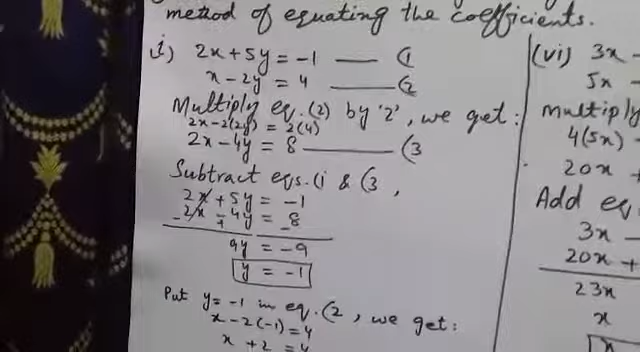 method of equating the coefficients.
i) 2x+5y = -1 —— (1
x - 2y = 4 —— (2
Multiply eq.(2) by '2', we get:
2x-2(2y) = 2(4)
2x - 4y = 8 —— (3
Subtract eqs.(1 & (3,
2x + 5y = -1
-2x -+ 4y = -8
9y = -9
y = -1
Put y = -1 in eq.(2, we get:
x - 2(-1) = 4
x + 2 = 4
(vi) 3x -
5x -
multiply
4(5x) -
20x +
Add eq.
3x -
20x +
23x
x
x